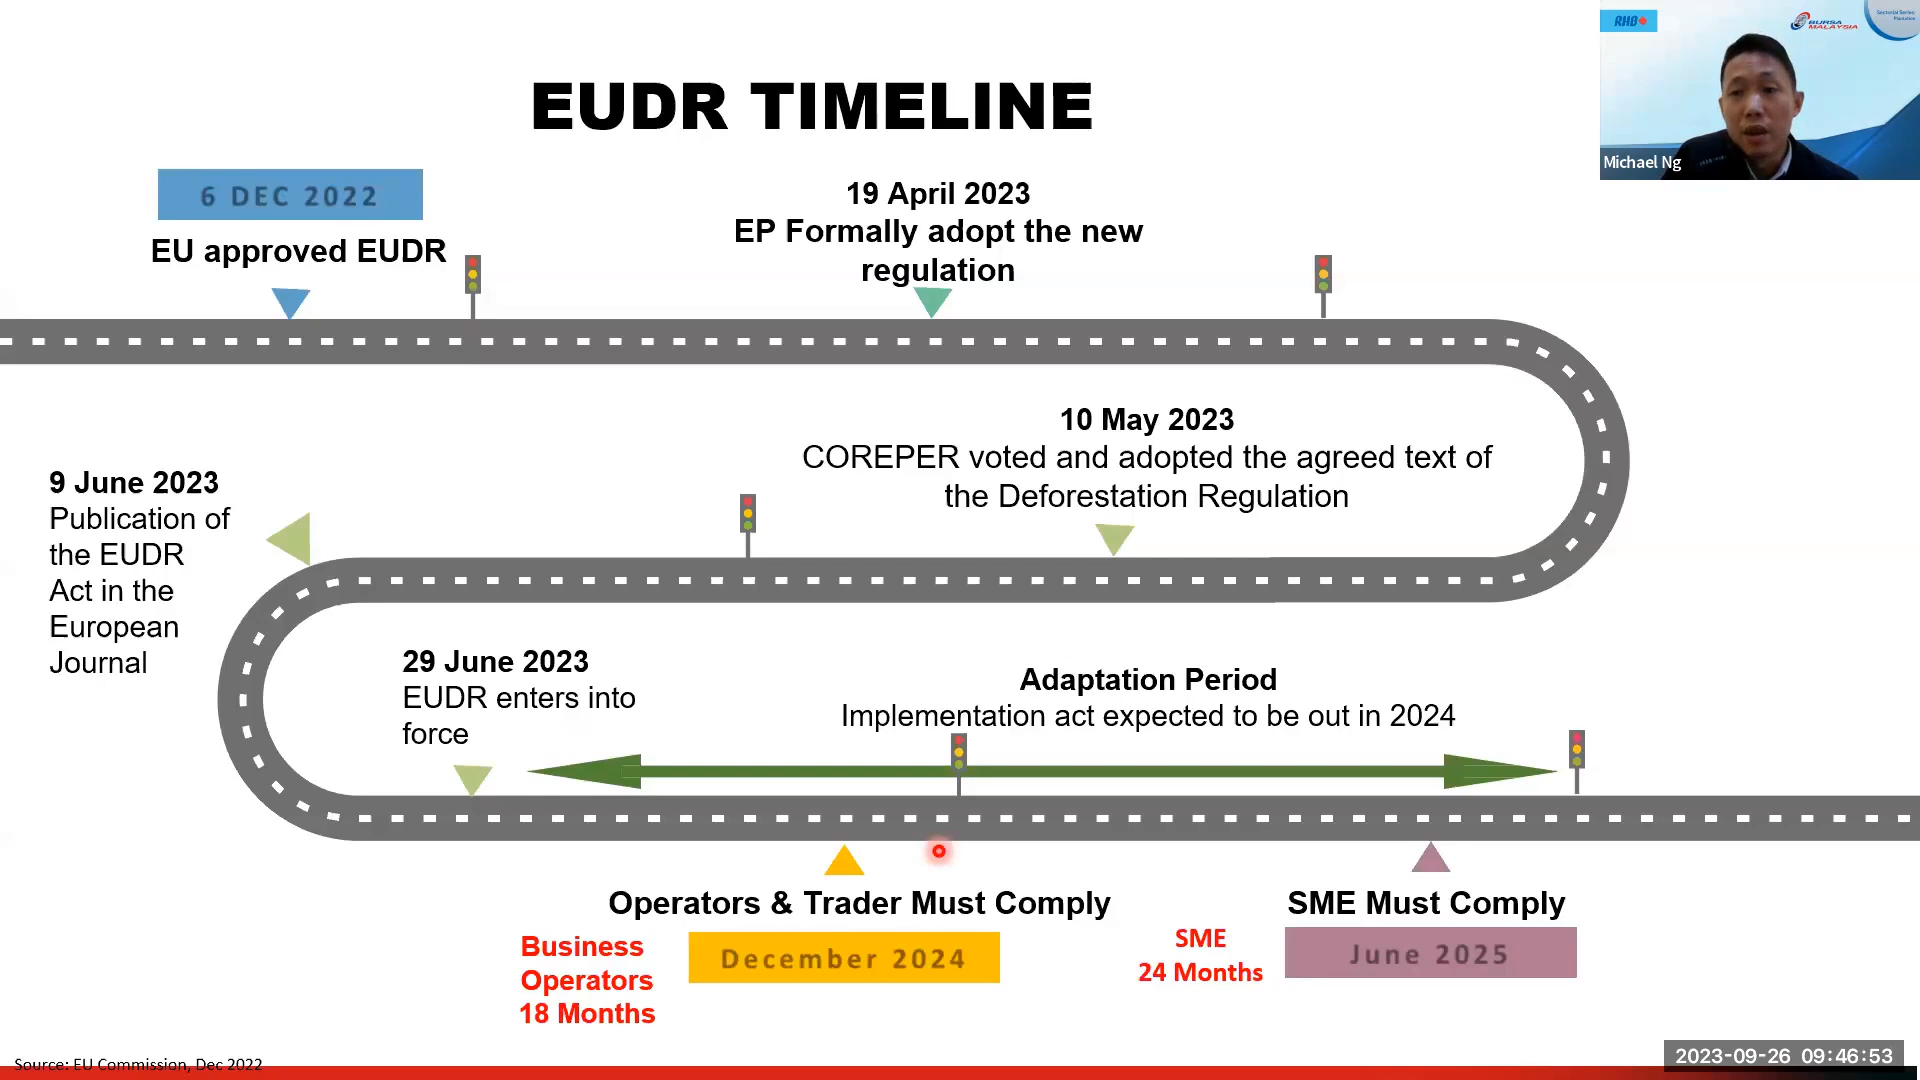 EUDR TIMELINE
RHB
BURSA
MALAYSIA
Sectorial Series:
Plantation
Michael Ng
6 DEC 2022
EU approved EUDR
19 April 2023
EP Formally adopt the new
regulation
10 May 2023
COREPER voted and adopted the agreed text of
the Deforestation Regulation
9 June 2023
Publication of
the EUDR
Act in the
European
Journal
29 June 2023
EUDR enters into
force
Adaptation Period
Implementation act expected to be out in 2024
Operators & Trader Must Comply
Business
Operators
18 Months
December 2024
SME Must Comply
SME
24 Months
June 2025
Source: EU Commission, Dec 2022
2023-09-26 09:46:53